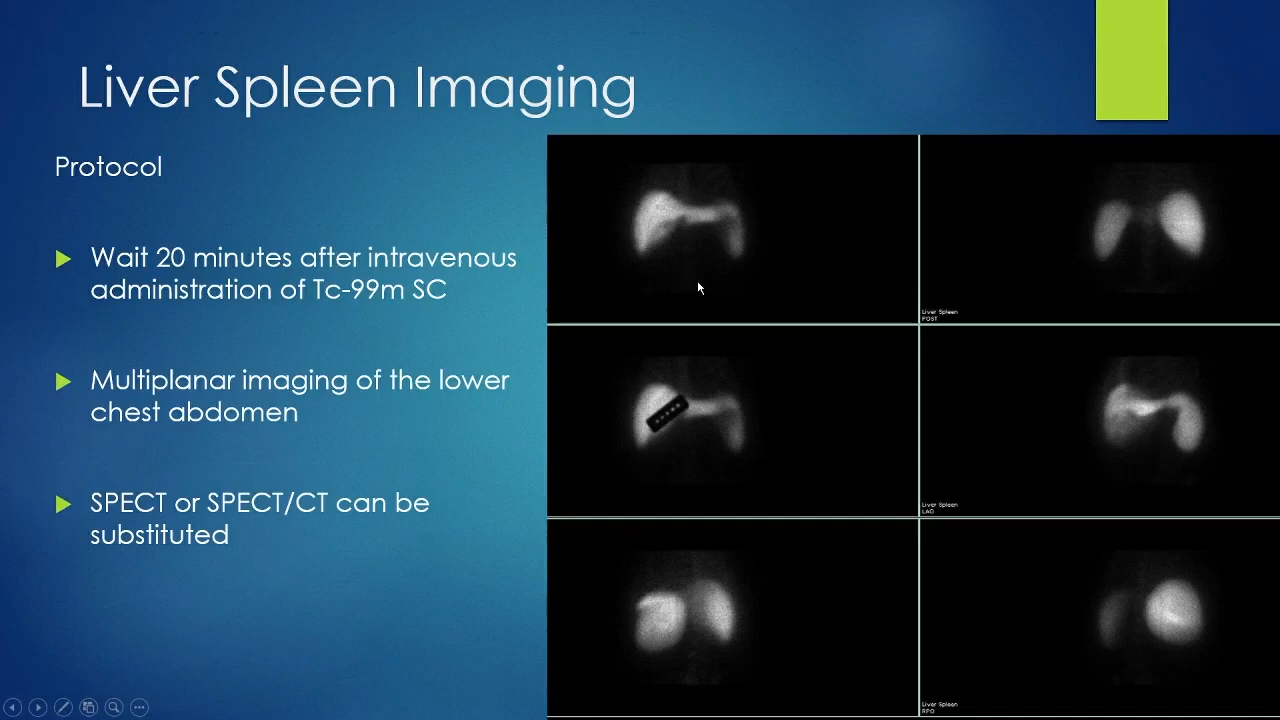 Liver Spleen Imaging
Protocol
Wait 20 minutes after intravenous
administration of Tc-99m SC
Multiplanar imaging of the lower
chest abdomen
SPECT or SPECT/CT can be
substituted
Liver Spleen
POST
Liver Spleen
LAO
Liver Spleen
RPO